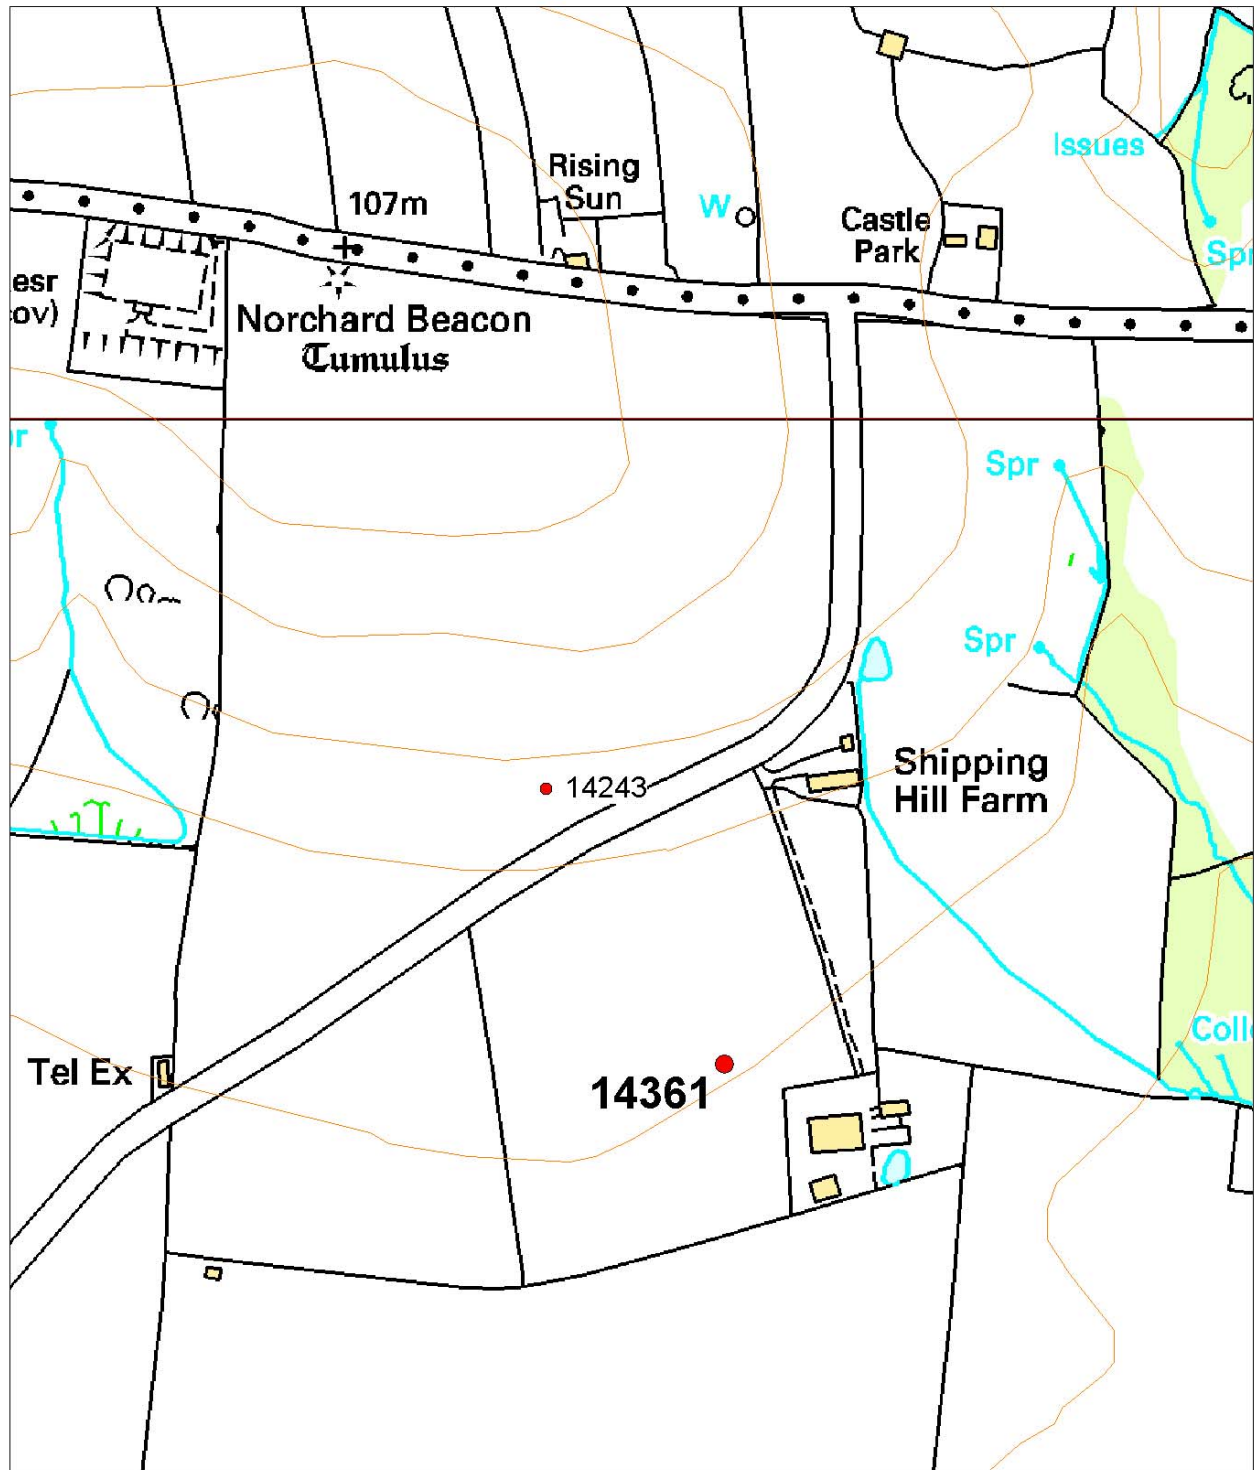 Issues
Rising
Sun
107m
W
Castle
Park
Spr
esr
ov)
Norchard Beacon
Tumulus
r
Spr
Spr
Shipping
Hill Farm
14243
Colle
Tel Ex
14361